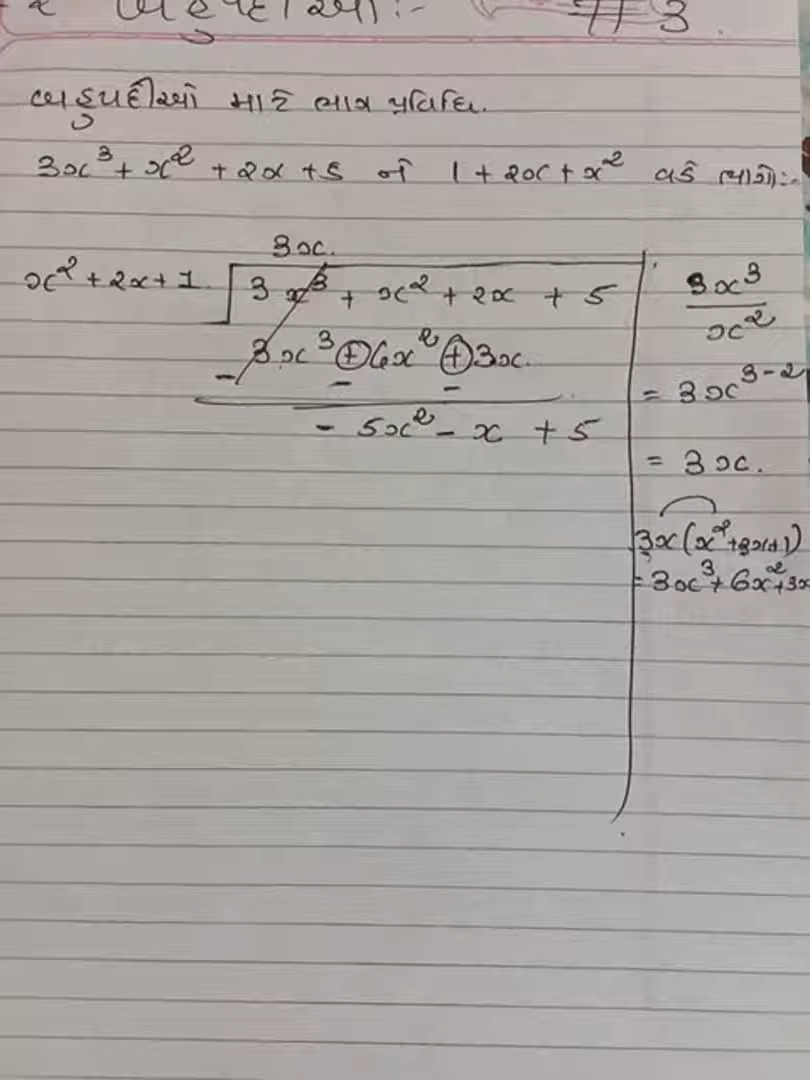 #3
બહુપદીઓ માટે ભાગ પ્રવિધિ.
3x³ + x² + 2x + 5 ને 1 + 2x + x² વડે ભાગો:-
3x.
x² + 2x + 1 3x³ + x² + 2x + 5
3x³ + 6x² + 3x.
- - -
- 5x² - x + 5
3x³
x²
= 3x³⁻²
= 3x.
3x(x²+2x+1)
= 3x³ + 6x² + 3x